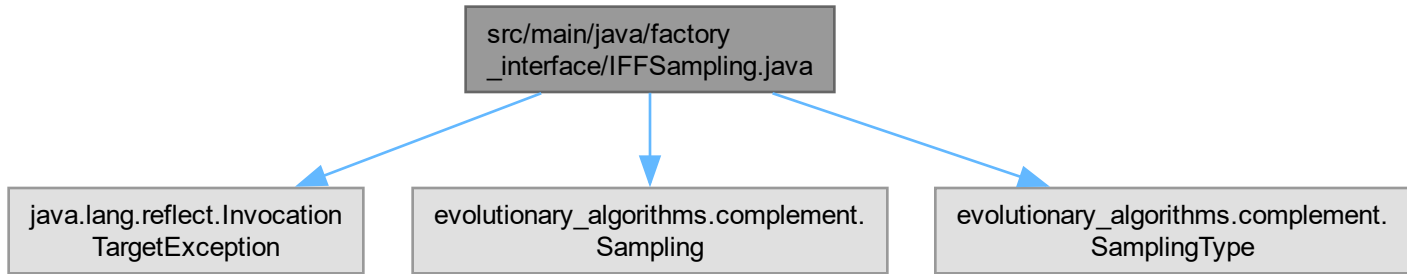 src/main/java/factory
_interface/IFFSampling.java
java.lang.reflect.Invocation
TargetException
evolutionary_algorithms.complement.
Sampling
evolutionary_algorithms.complement.
SamplingType